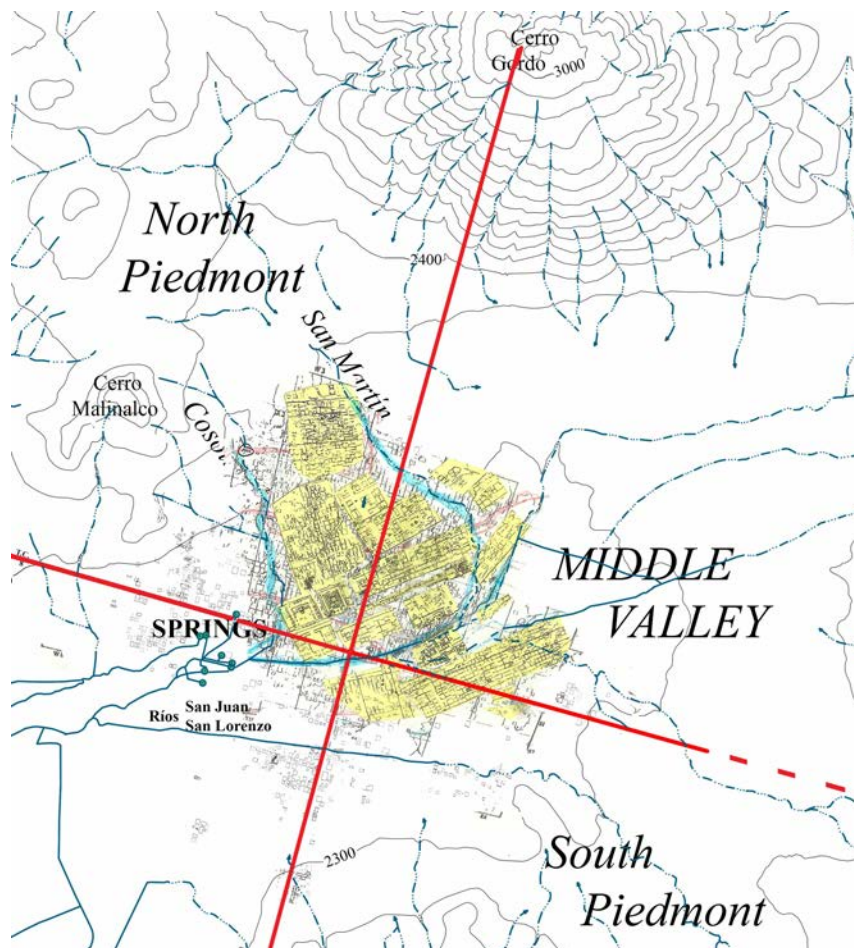 Cerro
Gordo
3000
North
Piedmont
2400
San Martín
Cerro
Malinalco
MIDDLE
VALLEY
SPRINGS
Ríos
San Juan
San Lorenzo
2300
South
Piedmont